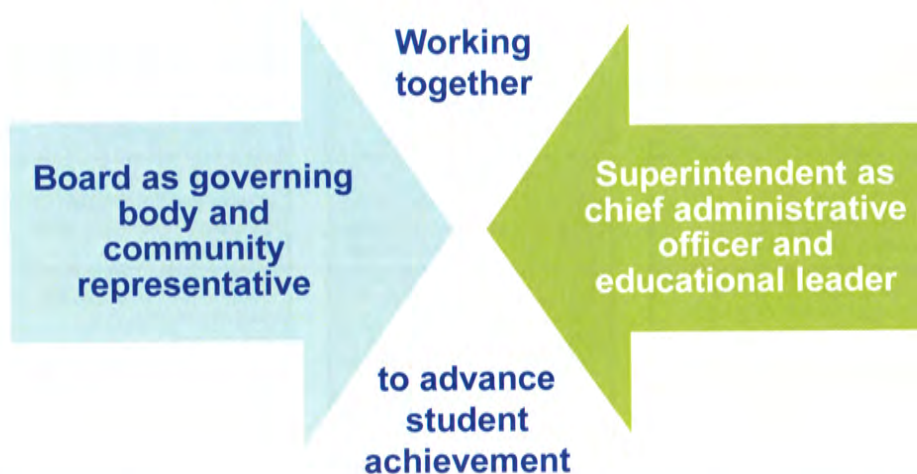 Working
together
Board as governing
body and
community
representative
Superintendent as
chief administrative
officer and
educational leader
to advance
student
achievement